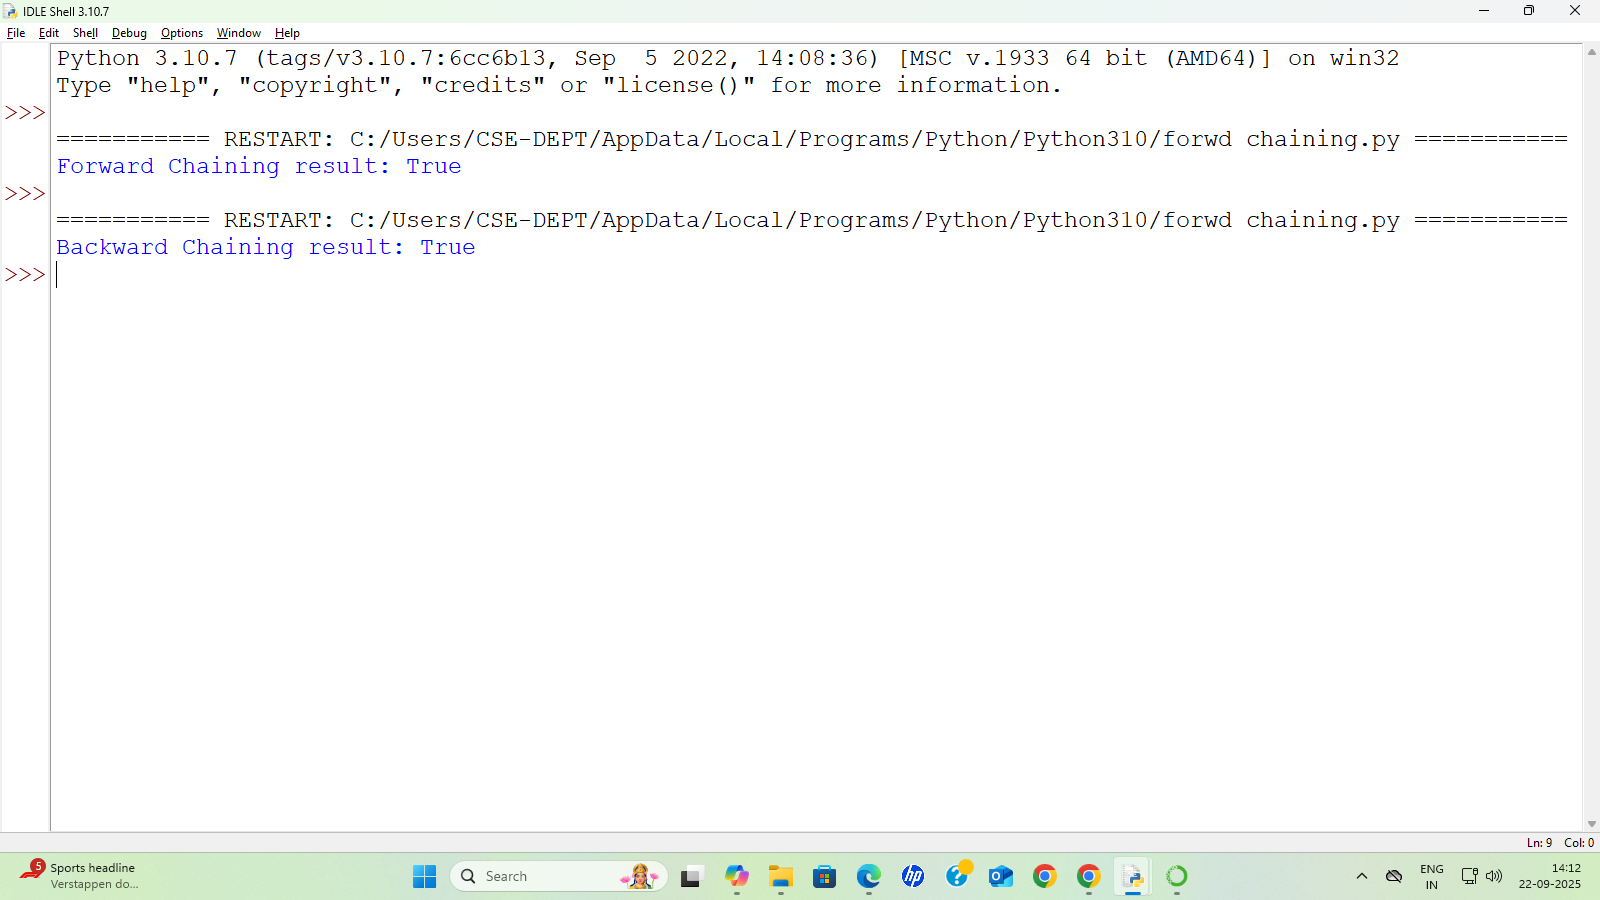 IDLE Shell 3.10.7
File Edit Shell Debug Options Window Help
Python 3.10.7 (tags/v3.10.7:6cc6b13, Sep  5 2022, 14:08:36) [MSC v.1933 64 bit (AMD64)] on win32
Type "help", "copyright", "credits" or "license()" for more information.
>>>
=========== RESTART: C:/Users/CSE-DEPT/AppData/Local/Programs/Python/Python310/forwd chaining.py ===========
Forward Chaining result: True
>>>
=========== RESTART: C:/Users/CSE-DEPT/AppData/Local/Programs/Python/Python310/forwd chaining.py ===========
Backward Chaining result: True
>>>
Ln: 9 Col: 0
5
Sports headline
Verstappen do...
Search
hp
?
ENG
IN
14:12
22-09-2025